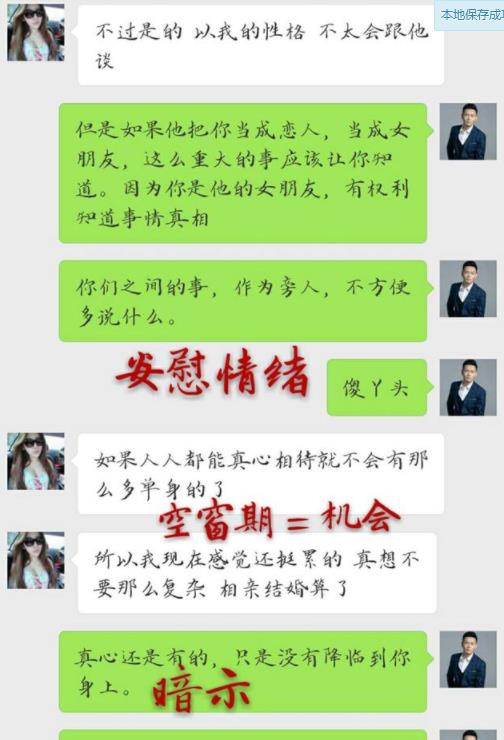 本地保存成
不过是的 以我的性格 不太会跟他
谈
但是如果他把你当成恋人，当成女
朋友，这么重大的事应该让你知
道。因为你是他的女朋友，有权利
知道事情真相
你们之间的事，作为旁人，不方便
多说什么。
安慰情绪
傻丫头
如果人人都能真心相待就不会有那
么多单身的了
空窗期=机会
所以我现在感觉还挺累的 真想不
要那么复杂 相亲结婚算了
真心还是有的，只是没有降临到你
身上。
暗示